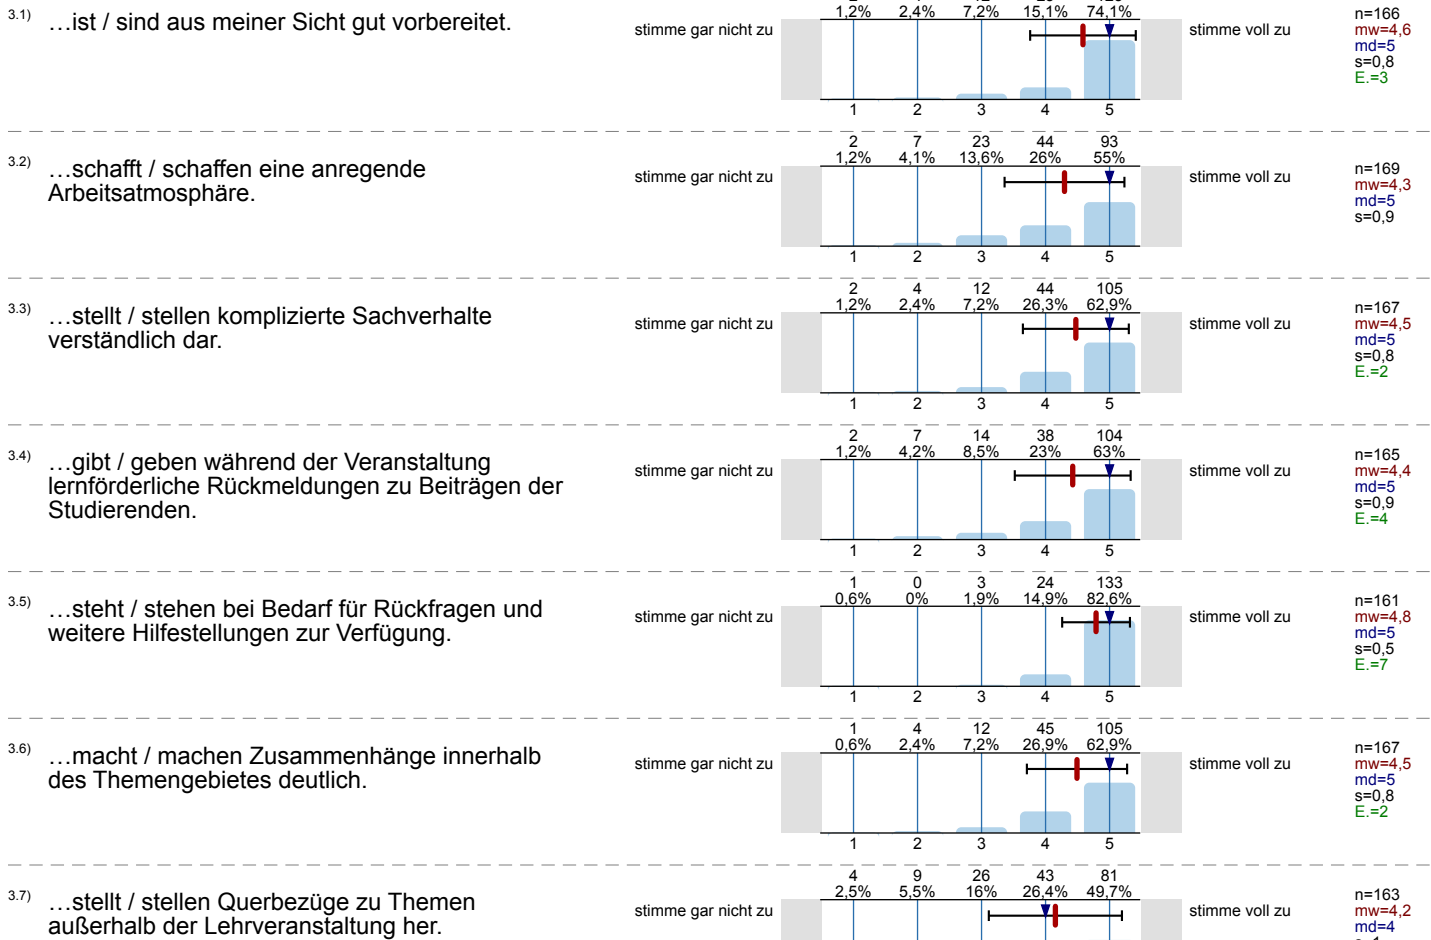 3.1) …ist / sind aus meiner Sicht gut vorbereitet.
stimme gar nicht zu
1,2% 2,4% 7,2% 15,1% 74,1%
1 2 3 4 5
stimme voll zu
n=166
mw=4,6
md=5
s=0,8
E.=3
3.2) …schafft / schaffen eine anregende
Arbeitsatmosphäre.
stimme gar nicht zu
2 7 23 44 93
1,2% 4,1% 13,6% 26% 55%
1 2 3 4 5
stimme voll zu
n=169
mw=4,3
md=5
s=0,9
3.3) …stellt / stellen komplizierte Sachverhalte
verständlich dar.
stimme gar nicht zu
2 4 12 44 105
1,2% 2,4% 7,2% 26,3% 62,9%
1 2 3 4 5
stimme voll zu
n=167
mw=4,5
md=5
s=0,8
E.=2
3.4) …gibt / geben während der Veranstaltung
lernförderliche Rückmeldungen zu Beiträgen der
Studierenden.
stimme gar nicht zu
2 7 14 38 104
1,2% 4,2% 8,5% 23% 63%
1 2 3 4 5
stimme voll zu
n=165
mw=4,4
md=5
s=0,9
E.=4
3.5) …steht / stehen bei Bedarf für Rückfragen und
weitere Hilfestellungen zur Verfügung.
stimme gar nicht zu
1 0 3 24 133
0,6% 0% 1,9% 14,9% 82,6%
1 2 3 4 5
stimme voll zu
n=161
mw=4,8
md=5
s=0,5
E.=7
3.6) …macht / machen Zusammenhänge innerhalb
des Themengebietes deutlich.
stimme gar nicht zu
1 4 12 45 105
0,6% 2,4% 7,2% 26,9% 62,9%
1 2 3 4 5
stimme voll zu
n=167
mw=4,5
md=5
s=0,8
E.=2
3.7) …stellt / stellen Querbezüge zu Themen
außerhalb der Lehrveranstaltung her.
stimme gar nicht zu
4 9 26 43 81
2,5% 5,5% 16% 26,4% 49,7%
stimme voll zu
n=163
mw=4,2
md=4